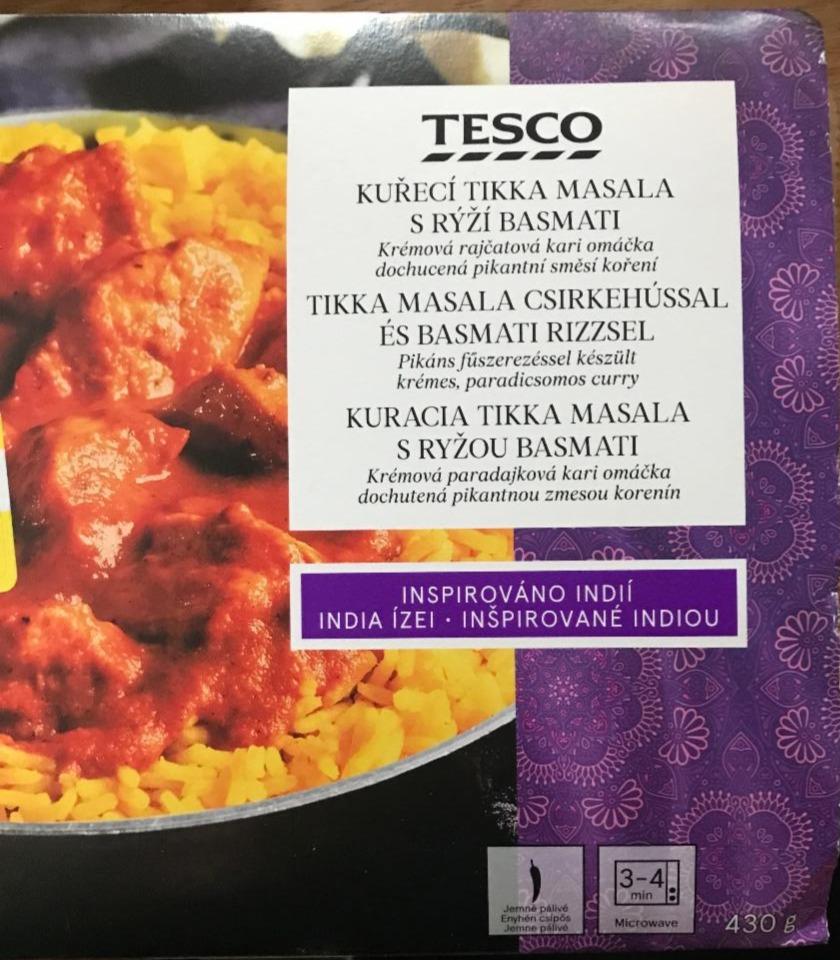 TESCO
KUŘECÍ TIKKA MASALA
S RÝŽÍ BASMATI
Krémová rajčatová kari omáčka
dochucená pikantní směsí koření
TIKKA MASALA CSIRKEHÚSSAL
ÉS BASMATI RIZZSEL
Pikáns fűszerezéssel készült
krémes, paradicsomos curry
KURACIA TIKKA MASALA
S RYŽOU BASMATI
Krémová paradajková kari omáčka
dochutená pikantnou zmesou korenín
INSPIROVÁNO INDIÍ
INDIA ÍZEI · INŠPIROVANÉ INDIOU
Jemně pálivé
Enyhén csípős
Jemne pálivé
3-4
min
Microwave
430 g